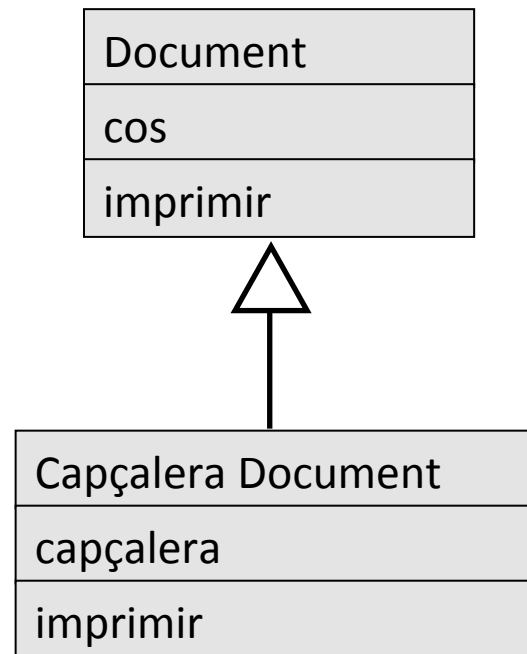 Document
cos
imprimir
Capçalera Document
capçalera
imprimir